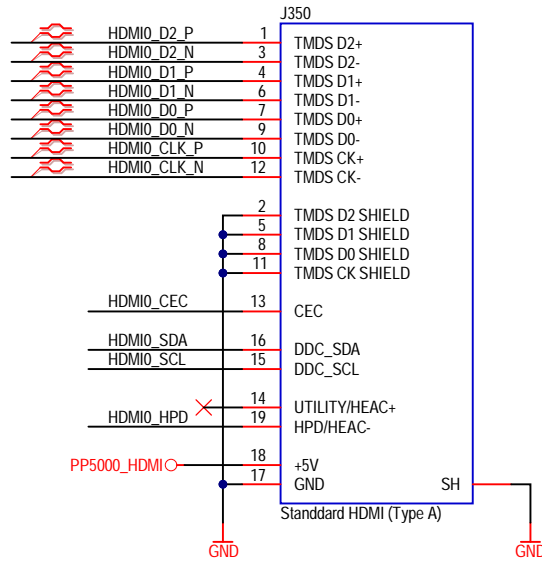 J350
HDMI0_D2_P 1 TMDS D2+
HDMI0_D2_N 3 TMDS D2-
HDMI0_D1_P 4 TMDS D1+
HDMI0_D1_N 6 TMDS D1-
HDMI0_D0_P 7 TMDS D0+
HDMI0_D0_N 9 TMDS D0-
HDMI0_CLK_P 10 TMDS CK+
HDMI0_CLK_N 12 TMDS CK-
2 TMDS D2 SHIELD
5 TMDS D1 SHIELD
8 TMDS D0 SHIELD
11 TMDS CK SHIELD
HDMI0_CEC 13 CEC
HDMI0_SDA 16 DDC_SDA
HDMI0_SCL 15 DDC_SCL
14 UTILITY/HEAC+
HDMI0_HPD 19 HPD/HEAC-
PP5000_HDMI 18 +5V
17 GND SH
Standdard HDMI (Type A)
GND GND